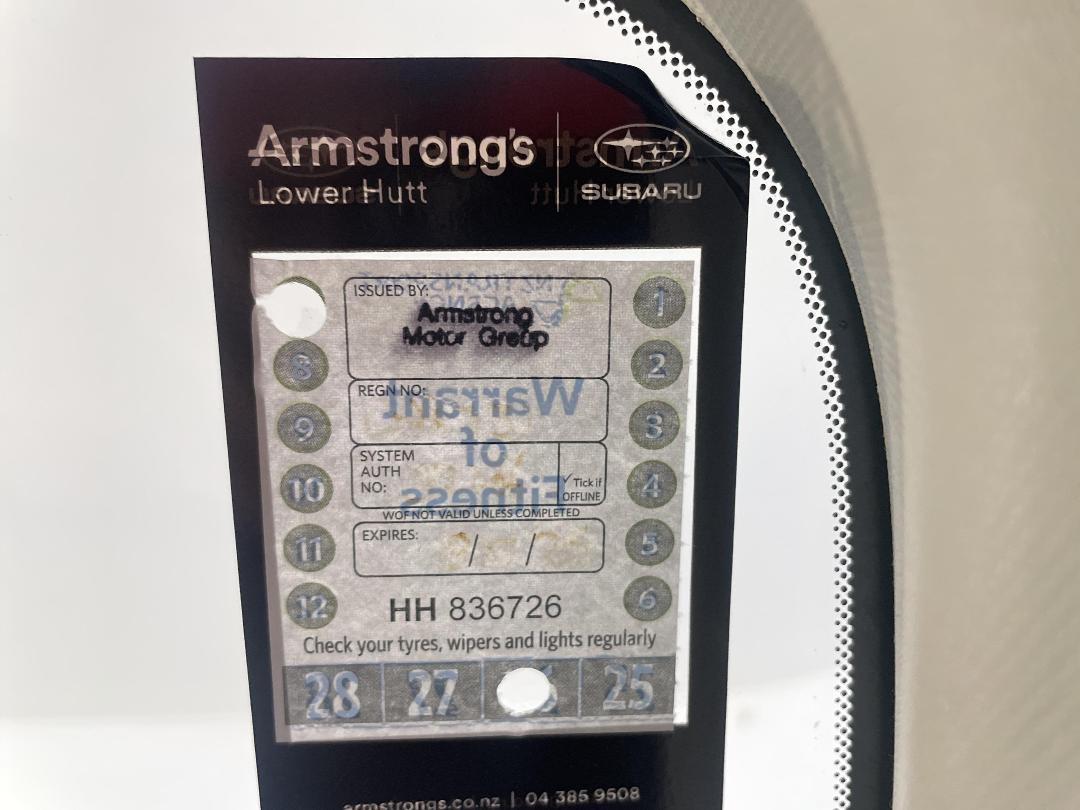 Armstrong's
Lower Hutt
SUBARU
ISSUED BY:
Armstrong
Motor Group
1
8
2
REGN NO:
Warrant
9
3
of
SYSTEM
AUTH
NO:
Tick if
OFFLINE
Fitness
10
4
WOF NOT VALID UNLESS COMPLETED
EXPIRES: / /
11
5
12
HH 836726
6
Check your tyres, wipers and lights regularly
28 27 25
armstrongs.co.nz | 04 385 9508